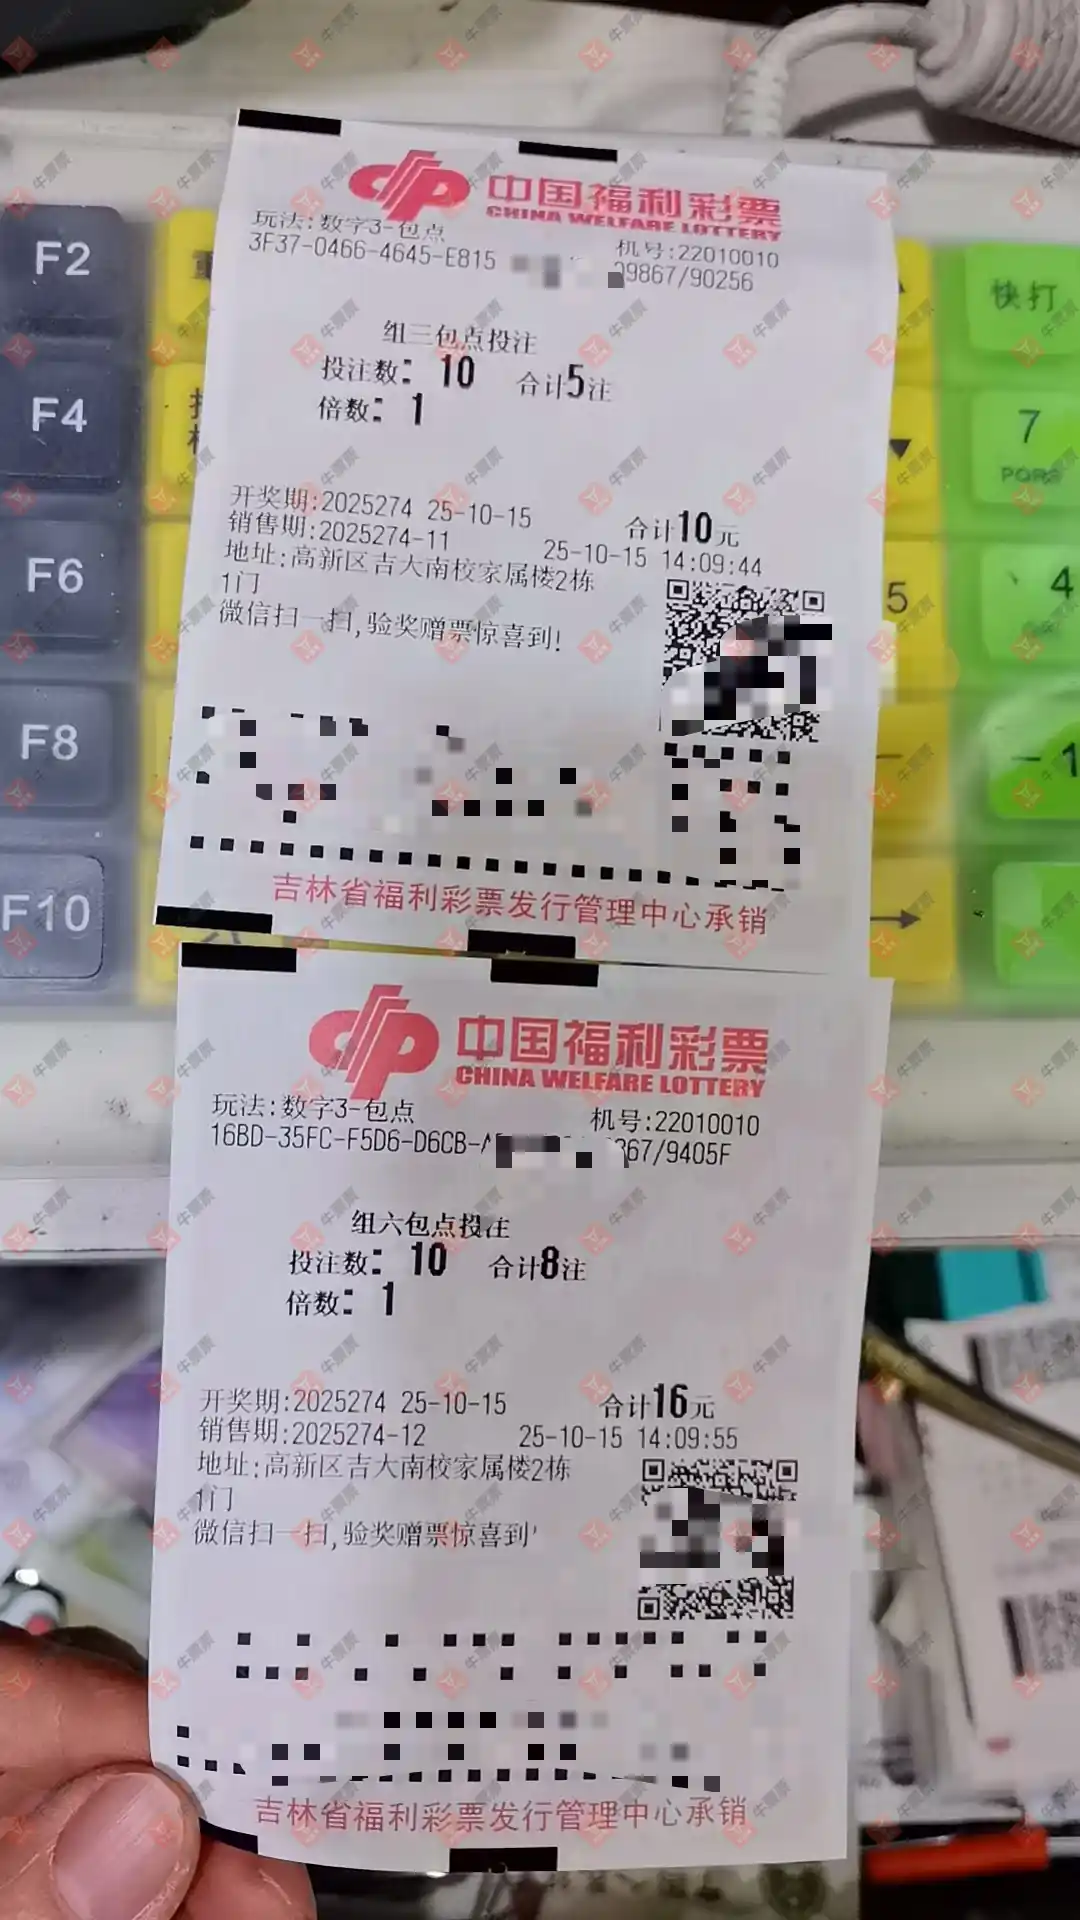 中国福利彩票
CHINA WELFARE LOTTERY
玩法:数字3-包点
机号:22010010
3F37-0466-4645-E815
09867/90256
组三包点投注
投注数: 10 合计5注
倍数: 1
开奖期:2025274 25-10-15
合计10元
销售期:2025274-11
25-10-15 14:09:44
地址:高新区吉大南校家属楼2栋
1门
微信扫一扫,验奖赠票惊喜到!
吉林省福利彩票发行管理中心承销
中国福利彩票
CHINA WELFARE LOTTERY
玩法:数字3-包点
机号:22010010
16BD-35FC-F5D6-D6CB-
867/9405F
组六包点投注
投注数: 10 合计8注
倍数: 1
开奖期:2025274 25-10-15
合计16元
销售期:2025274-12
25-10-15 14:09:55
地址:高新区吉大南校家属楼2栋
1门
微信扫一扫,验奖赠票惊喜到
吉林省福利彩票发行管理中心承销
F2
F4
F6
F8
F10
快打
7
PQRS
4
5
-1
牛票票